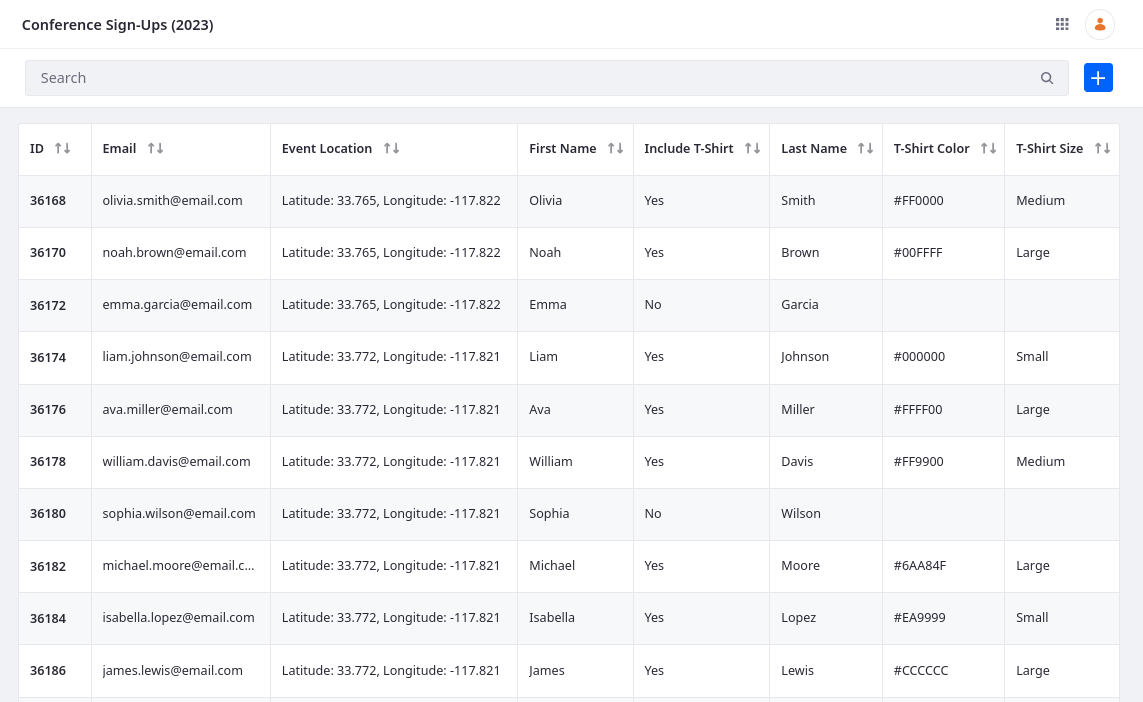 Conference Sign-Ups (2023)
Search
ID Email Event Location First Name Include T-Shirt Last Name T-Shirt Color T-Shirt Size
36168 olivia.smith@email.com Latitude: 33.765, Longitude: -117.822 Olivia Yes Smith #FF0000 Medium
36170 noah.brown@email.com Latitude: 33.765, Longitude: -117.822 Noah Yes Brown #00FFFF Large
36172 emma.garcia@email.com Latitude: 33.765, Longitude: -117.822 Emma No Garcia
36174 liam.johnson@email.com Latitude: 33.772, Longitude: -117.821 Liam Yes Johnson #000000 Small
36176 ava.miller@email.com Latitude: 33.772, Longitude: -117.821 Ava Yes Miller #FFFF00 Large
36178 william.davis@email.com Latitude: 33.772, Longitude: -117.821 William Yes Davis #FF9900 Medium
36180 sophia.wilson@email.com Latitude: 33.772, Longitude: -117.821 Sophia No Wilson
36182 michael.moore@email.c... Latitude: 33.772, Longitude: -117.821 Michael Yes Moore #6AA84F Large
36184 isabella.lopez@email.com Latitude: 33.772, Longitude: -117.821 Isabella Yes Lopez #EA9999 Small
36186 james.lewis@email.com Latitude: 33.772, Longitude: -117.821 James Yes Lewis #CCCCCC Large